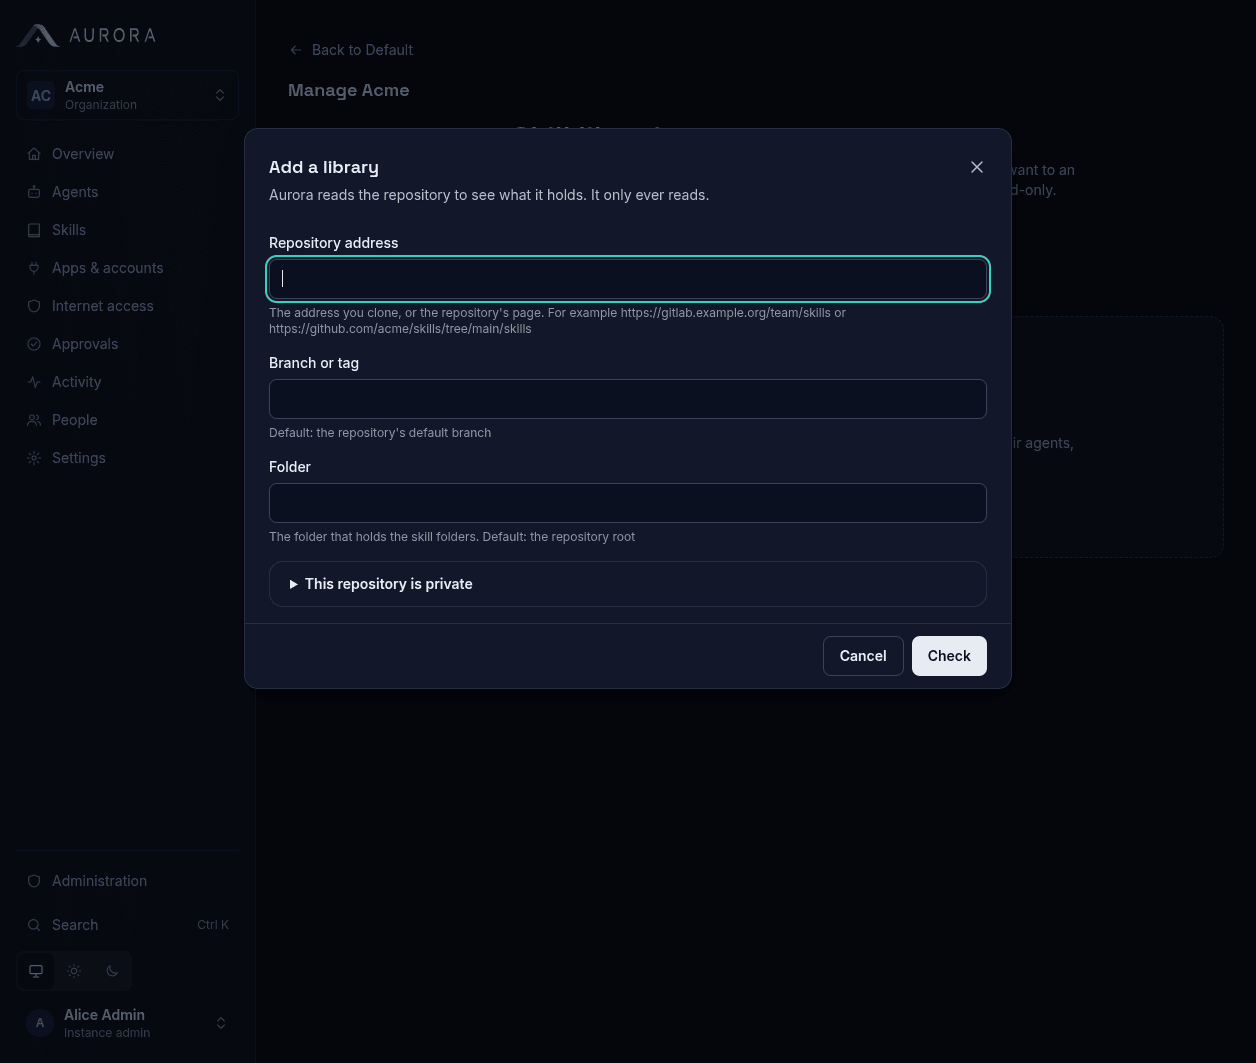 AURORA
AC
Acme
Organization
Overview
Agents
Skills
Apps & accounts
Internet access
Approvals
Activity
People
Settings
Administration
Search
Ctrl K
A
Alice Admin
Instance admin
Back to Default
Manage Acme
want to an
d-only.
ir agents,
Add a library
Aurora reads the repository to see what it holds. It only ever reads.
Repository address
The address you clone, or the repository's page. For example https://gitlab.example.org/team/skills or
https://github.com/acme/skills/tree/main/skills
Branch or tag
Default: the repository's default branch
Folder
The folder that holds the skill folders. Default: the repository root
This repository is private
Cancel
Check